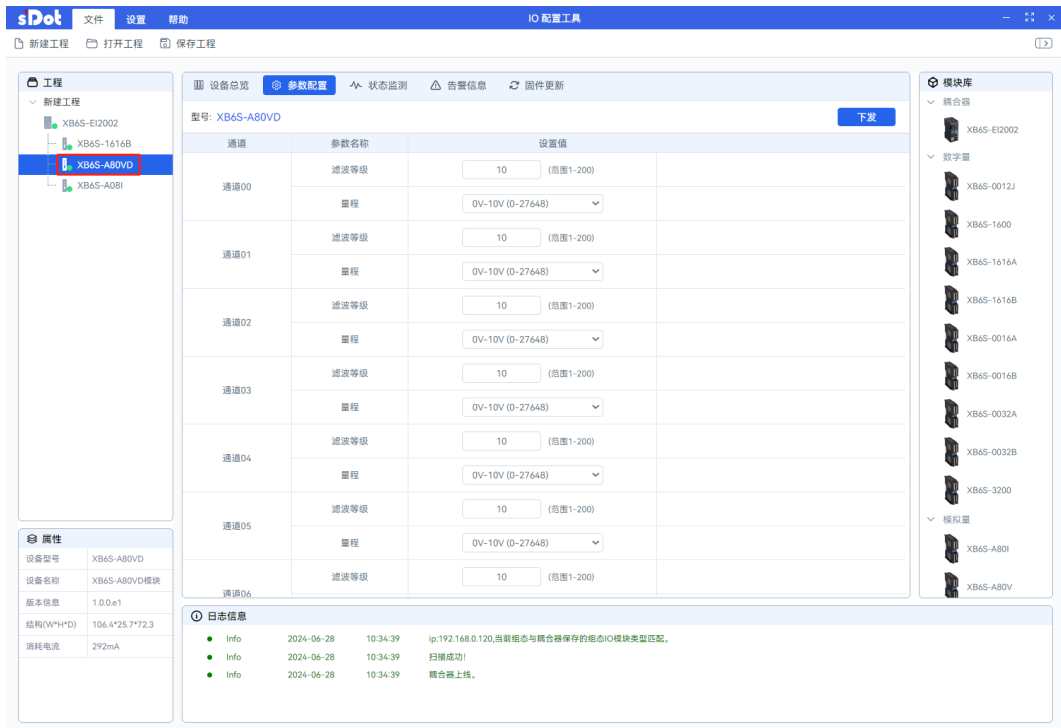 sDot 文件 设置 帮助 IO 配置工具
新建工程 打开工程 保存工程
工程
新建工程
XB6S-EI2002
XB6S-1616B
XB6S-A80VD
XB6S-A08I
设备总览 参数配置 状态监测 告警信息 固件更新
型号: XB6S-A80VD 下发
通道 参数名称 设置值
通道00
滤波等级 10 (范围1-200)
量程 0V-10V (0-27648)
通道01
滤波等级 10 (范围1-200)
量程 0V-10V (0-27648)
通道02
滤波等级 10 (范围1-200)
量程 0V-10V (0-27648)
通道03
滤波等级 10 (范围1-200)
量程 0V-10V (0-27648)
通道04
滤波等级 10 (范围1-200)
量程 0V-10V (0-27648)
通道05
滤波等级 10 (范围1-200)
量程 0V-10V (0-27648)
通道06
滤波等级 10 (范围1-200)
模块库
耦合器
XB6S-EI2002
数字量
XB6S-0012J
XB6S-1600
XB6S-1616A
XB6S-1616B
XB6S-0016A
XB6S-0016B
XB6S-0032A
XB6S-0032B
XB6S-3200
模拟量
XB6S-A80I
XB6S-A80V
属性
设备型号 XB6S-A80VD
设备名称 XB6S-A80VD模块
版本信息 1.0.0.e1
结构(W*H*D) 106.4*25.7*72.3
消耗电流 292mA
日志信息
Info 2024-06-28 10:34:39 ip:192.168.0.120,当前组态与耦合器保存的组态IO模块类型匹配。
Info 2024-06-28 10:34:39 扫描成功!
Info 2024-06-28 10:34:39 耦合器上线。